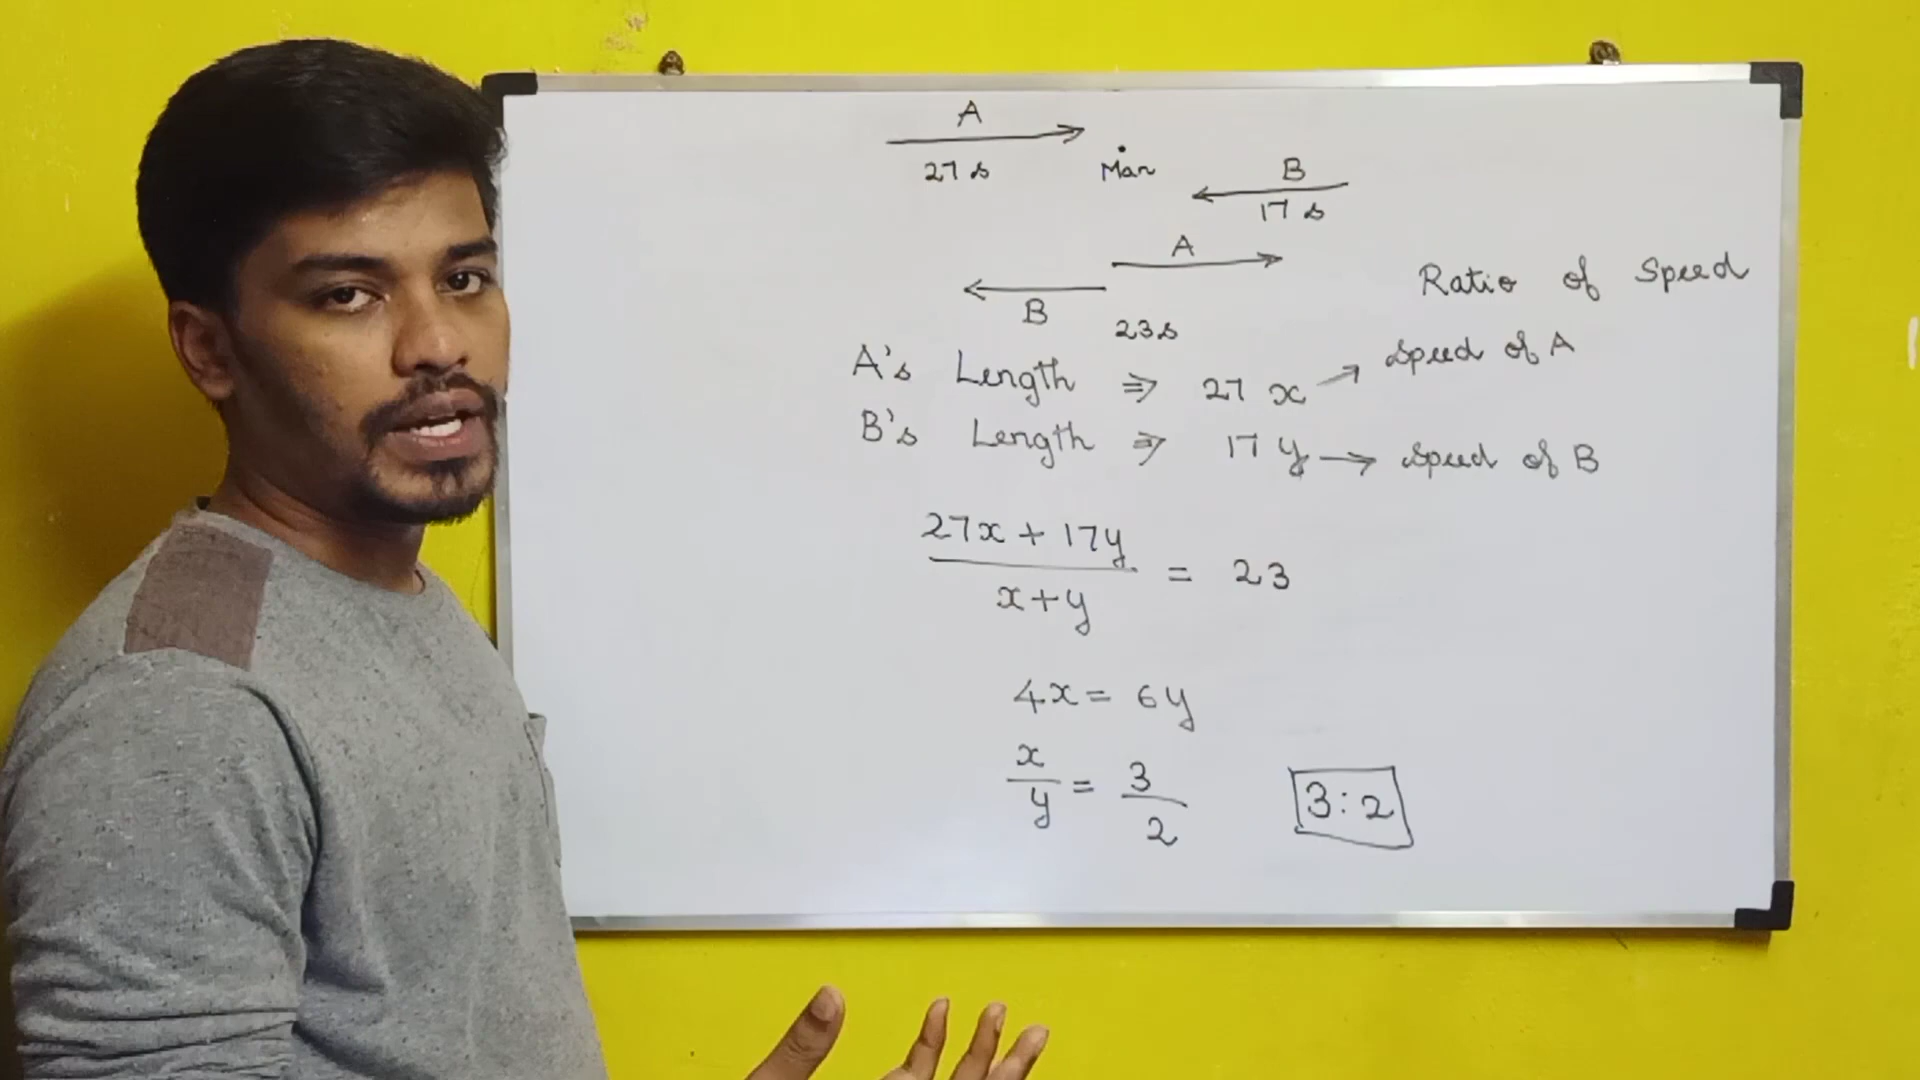 A
27 s
Man
B
17 s
A
B
23s
Ratio of Speed
A's Length ⇒ 27 x → speed of A
B's Length ⇒ 17 y → speed of B
27x + 17y
x+y
= 23
4x = 6y
x/y = 3/2
3:2